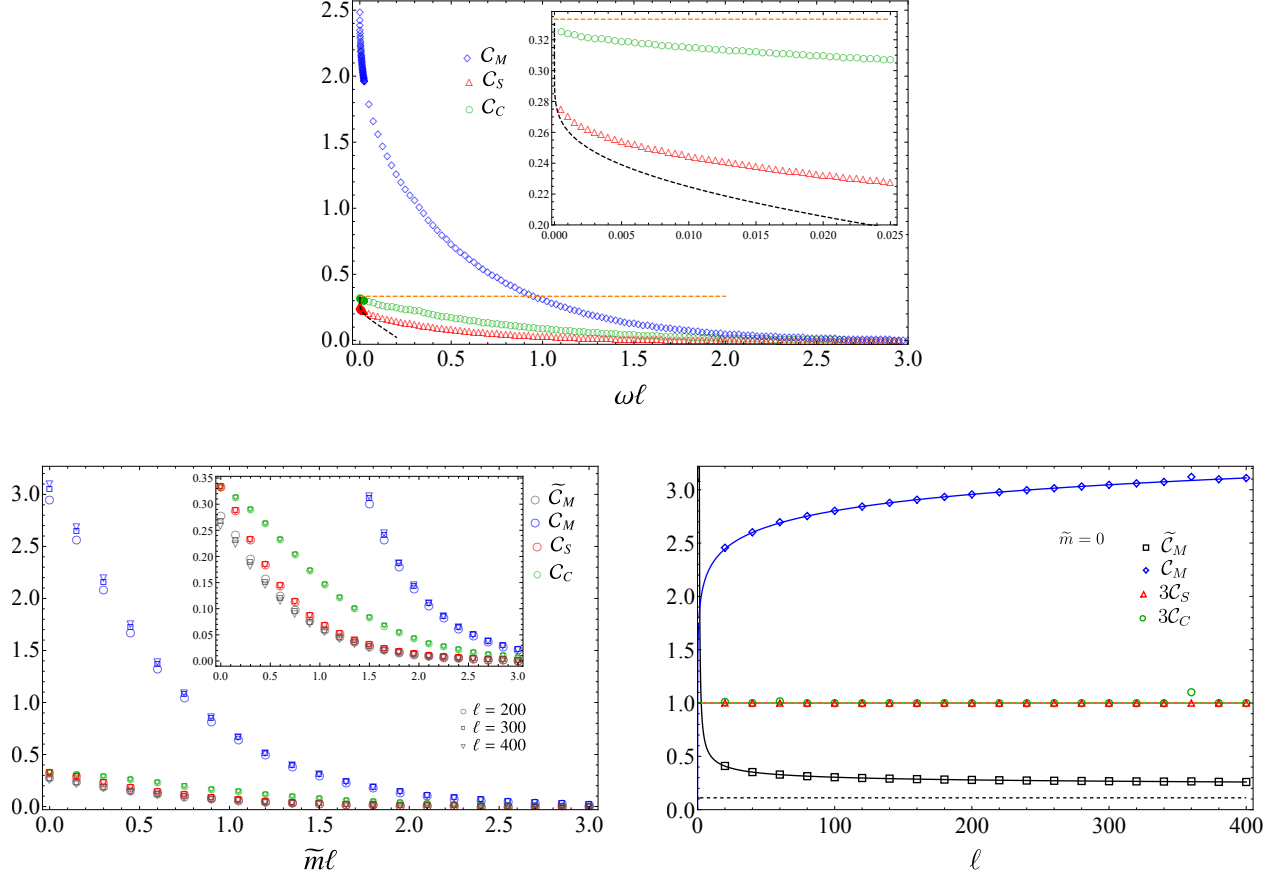 2.5
2.0
1.5
1.0
0.5
0.0
0.0 0.5 1.0 1.5 2.0 2.5 3.0
ωℓ
◇ 𝒞_M
△ 𝒞_S
○ 𝒞_C
0.32
0.30
0.28
0.26
0.24
0.22
0.20
0.000 0.005 0.010 0.015 0.020 0.025
3.0
2.5
2.0
1.5
1.0
0.5
0.0
0.0 0.5 1.0 1.5 2.0 2.5 3.0
m̃ℓ
0.35
0.30
0.25
0.20
0.15
0.10
0.05
0.00
0.0 0.5 1.0 1.5 2.0 2.5 3.0
○ 𝒞̃_M
○ 𝒞_M
○ 𝒞_S
○ 𝒞_C
○ ℓ = 200
□ ℓ = 300
▽ ℓ = 400
3.0
2.5
2.0
1.5
1.0
0.5
0.0
0 100 200 300 400
ℓ
m̃ = 0
□ 𝒞̃_M
◇ 𝒞_M
△ 3𝒞_S
○ 3𝒞_C